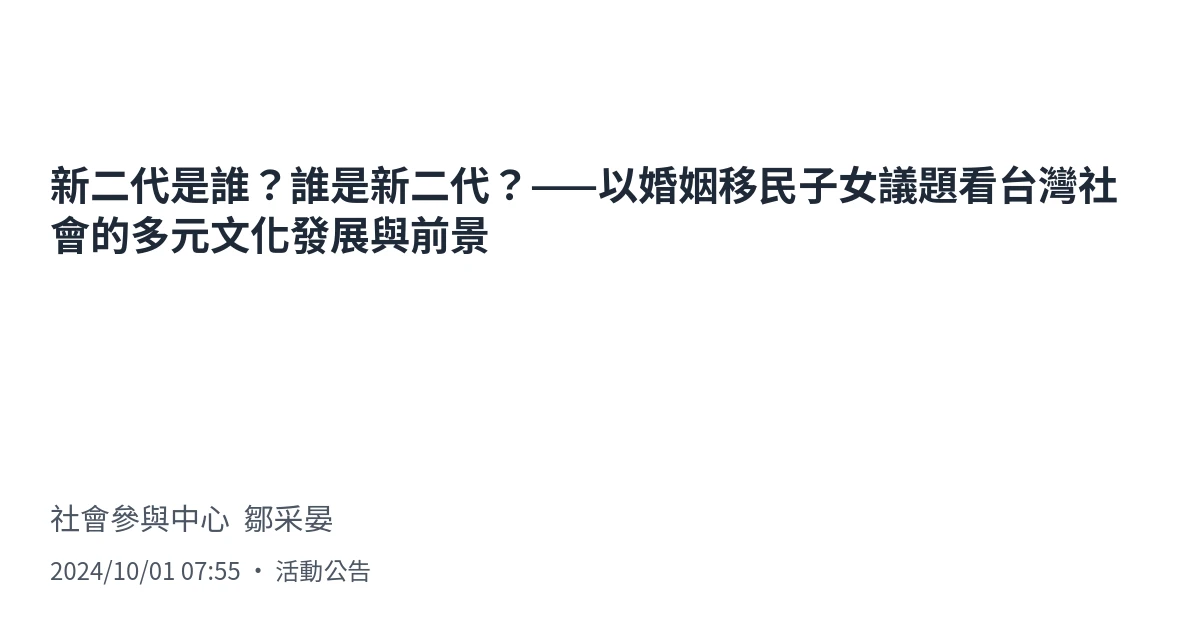 新二代是誰？誰是新二代？——以婚姻移民子女議題看台灣社
會的多元文化發展與前景
社會參與中心 鄒采晏
2024/10/01 07:55 ・ 活動公告